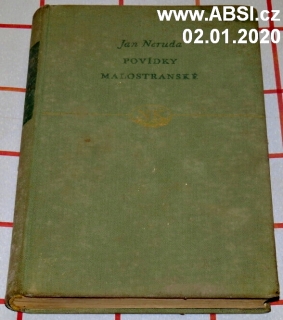 www.ABSI.cz
02.01.2020
Jan Neruda
POVÍDKY
MALOSTRANSKÉ